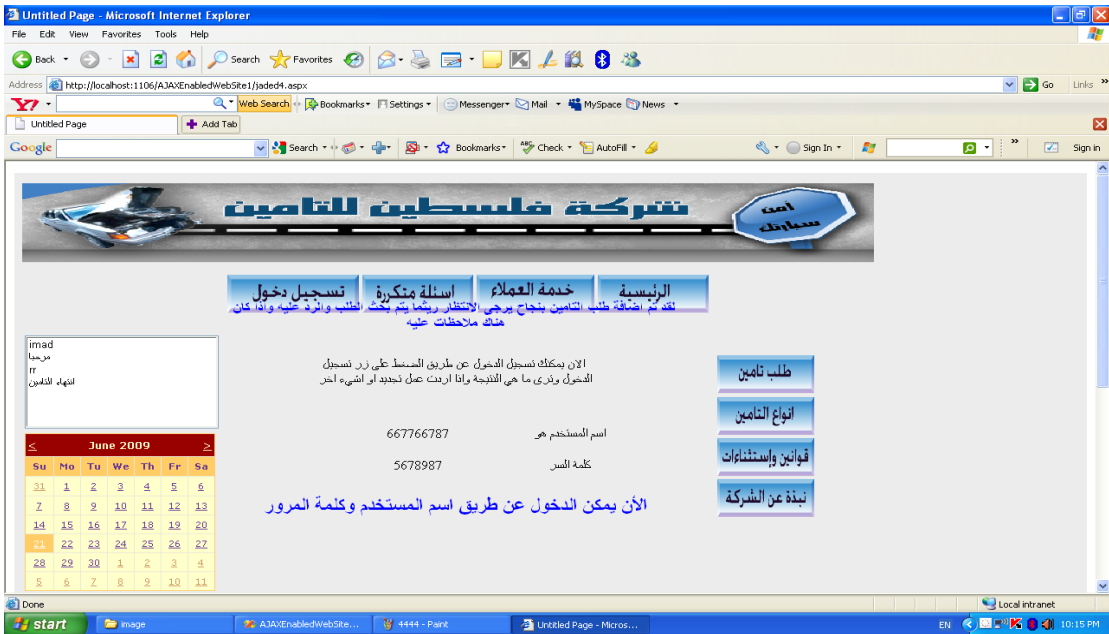 Untitled Page - Microsoft Internet Explorer
File Edit View Favorites Tools Help
Back Search Favorites
Address http://localhost:1106/AJAXEnabledWebSite1/jaded4.aspx Go Links
Y7 Web Search Bookmarks Settings Messenger Mail MySpace News
Untitled Page Add Tab
Google Search Bookmarks Check AutoFill Sign In Sign in
شركة فلسطين للتامين
أمن
سيارتك
الرئيسية خدمة العملاء اسئلة متكررة تسجيل دخول
لقد تم اضافة طلب التامين بنجاح يرجى الانتظار ريثما يتم بحث الطلب والرد عليه واذا كان
هناك ملاحظات عليه
imad
مرحبا
rr
انتهاء التامين
الان يمكنك تسجيل الدخول عن طريق الضغط على زر تسجيل
الدخول وترى ما هي النتيجة واذا اردت عمل تجديد او اشيء اخر
اسم المستخدم هو 667766787
كلمة السر 5678987
الأن يمكن الدخول عن طريق اسم المستخدم وكلمة المرور
طلب تامين
انواع التامين
قوانين وإستثناءات
نبذة عن الشركة
< June 2009 >
Su Mo Tu We Th Fr Sa
31 1 2 3 4 5 6
7 8 9 10 11 12 13
14 15 16 17 18 19 20
21 22 23 24 25 26 27
28 29 30 1 2 3 4
5 6 7 8 9 10 11
Done Local intranet
start image AJAXEnabledWebSite... 4444 - Paint Untitled Page - Micros... EN 10:15 PM